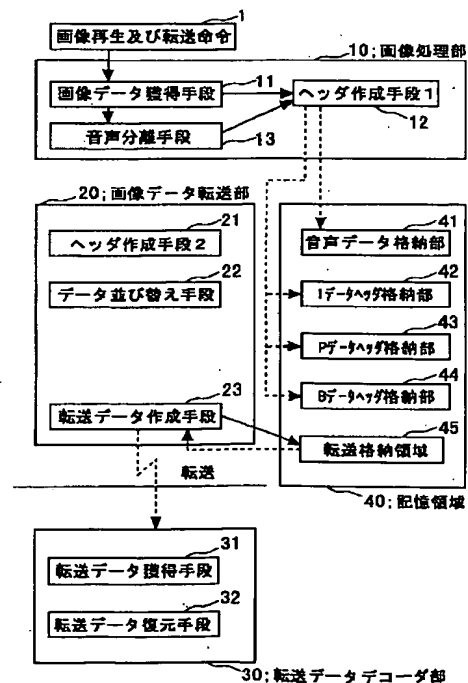 1
画像再生及び転送命令
10;画像処理部
画像データ獲得手段
11
ヘッダ作成手段1
12
音声分離手段
13
20;画像データ転送部
21
ヘッダ作成手段2
22
データ並び替え手段
23
転送データ作成手段
転送
41
音声データ格納部
42
Iデータヘッダ格納部
43
Pデータヘッダ格納部
44
Bデータヘッダ格納部
45
転送格納領域
40;記憶領域
31
転送データ獲得手段
32
転送データ復元手段
30;転送データデコーダ部